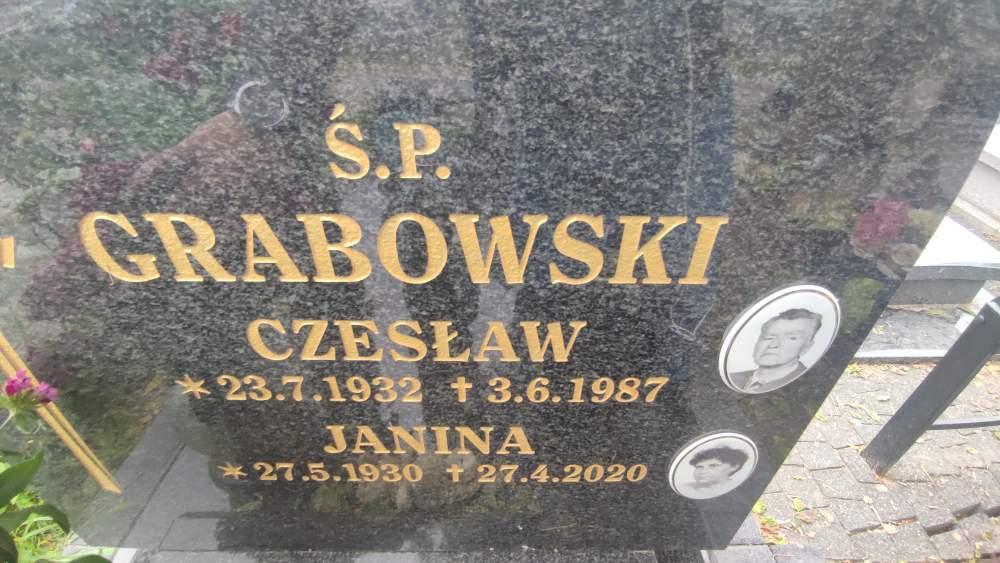 Ś.P.
GRABOWSKI
CZESŁAW
✶23.7.1932 ✝3.6.1987
JANINA
✶27.5.1930 ✝27.4.2020